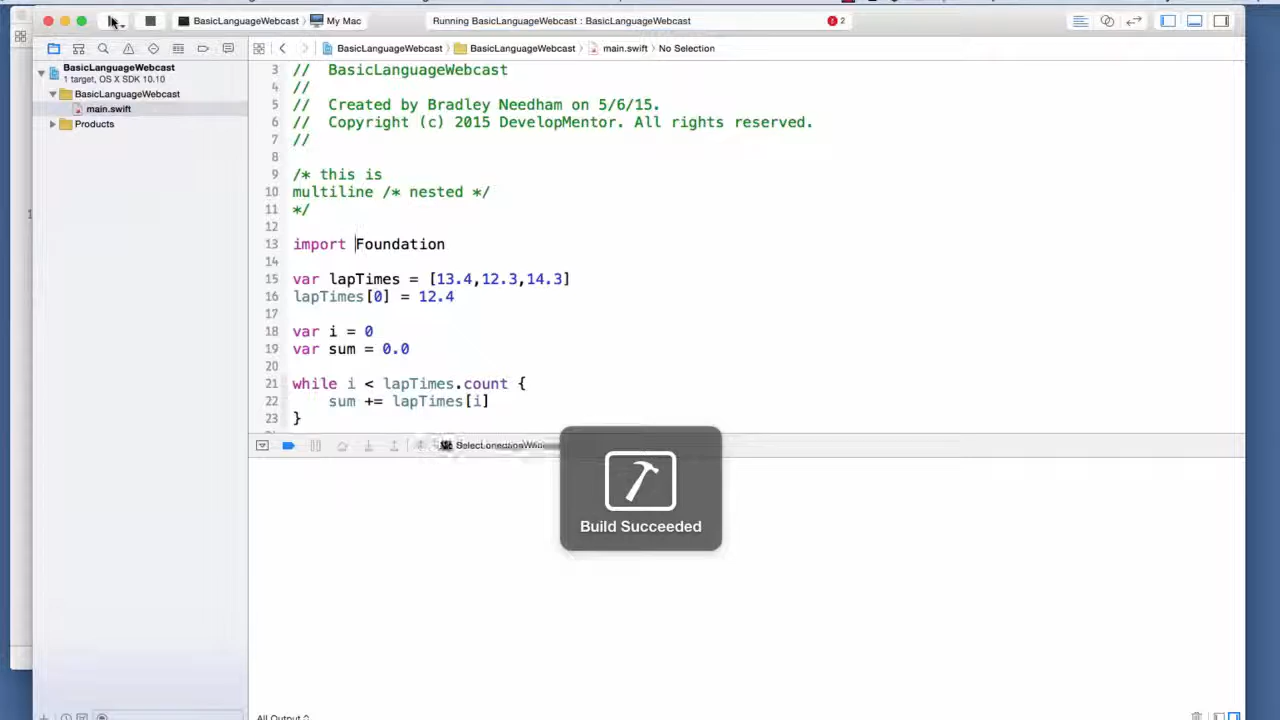 BasicLanguageWebcast My Mac Running BasicLanguageWebcast : BasicLanguageWebcast 2
BasicLanguageWebcast BasicLanguageWebcast main.swift No Selection
BasicLanguageWebcast
1 target, OS X SDK 10.10
BasicLanguageWebcast
main.swift
Products
3 // BasicLanguageWebcast
4 //
5 // Created by Bradley Needham on 5/6/15.
6 // Copyright (c) 2015 DevelopMentor. All rights reserved.
7 //
8
9 /* this is
10 multiline /* nested */
11 */
12
13 import Foundation
14
15 var lapTimes = [13.4,12.3,14.3]
16 lapTimes[0] = 12.4
17
18 var i = 0
19 var sum = 0.0
20
21 while i < lapTimes.count {
22 sum += lapTimes[i]
23 }
Build Succeeded
All Output